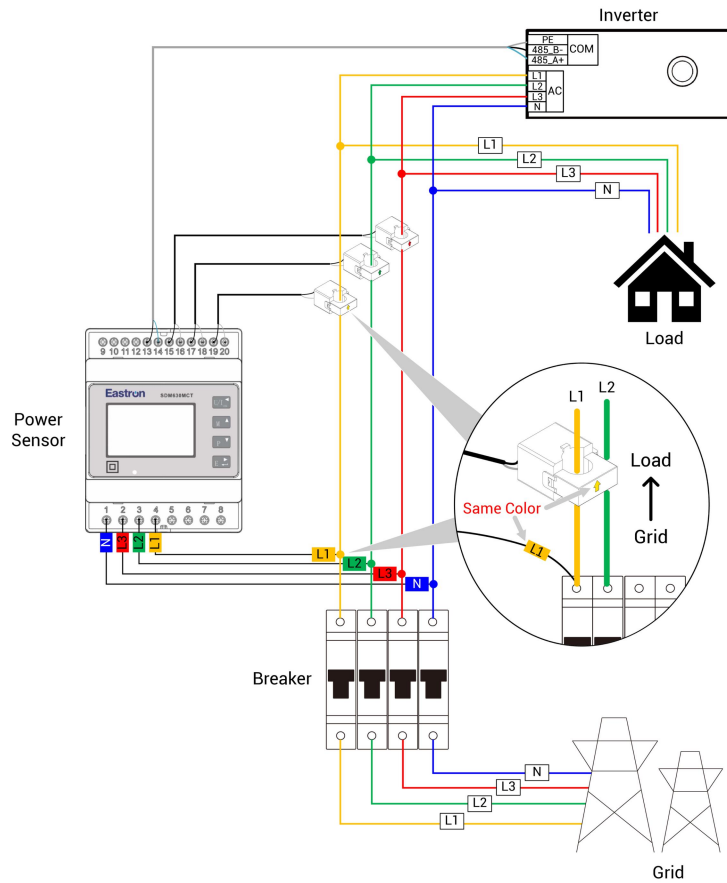 Inverter
PE
485_B-
485_A+
COM
L1
L2
L3
N
AC
L1
L2
L3
N
Load
9 10 11 12 13 14 15 16 17 18 19 20
Eastron
SDM630MCT
Power
Sensor
1 2 3 4 5 6 7 8
N
L3
L2
L1
L1
L2
L3
N
L1
L2
Load
Same Color
Grid
L1
Breaker
N
L3
L2
L1
Grid